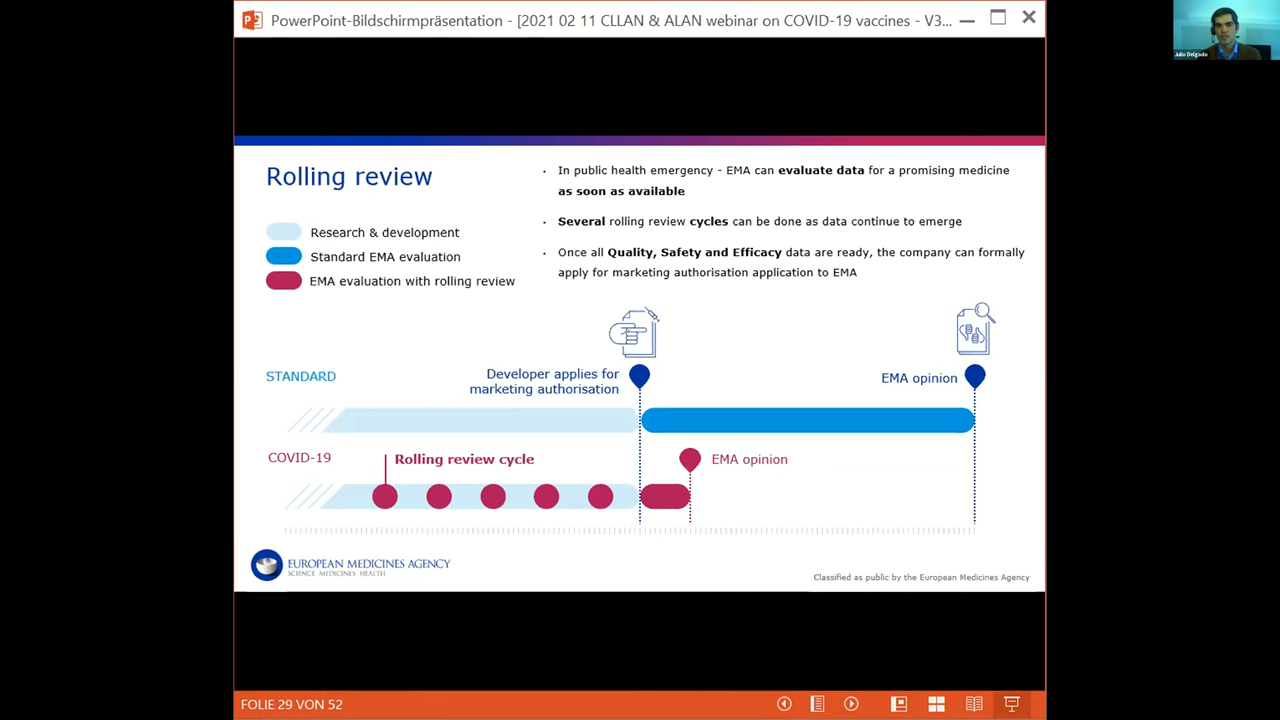 PowerPoint-Bildschirmpräsentation - [2021 02 11 CLLAN & ALAN webinar on COVID-19 vaccines - V3...
Julio Delgado
Rolling review
Research & development
Standard EMA evaluation
EMA evaluation with rolling review
· In public health emergency - EMA can evaluate data for a promising medicine
as soon as available
· Several rolling review cycles can be done as data continue to emerge
· Once all Quality, Safety and Efficacy data are ready, the company can formally
apply for marketing authorisation application to EMA
STANDARD
Developer applies for
marketing authorisation
EMA opinion
COVID-19
Rolling review cycle
EMA opinion
EUROPEAN MEDICINES AGENCY
SCIENCE MEDICINES HEALTH
Classified as public by the European Medicines Agency
FOLIE 29 VON 52